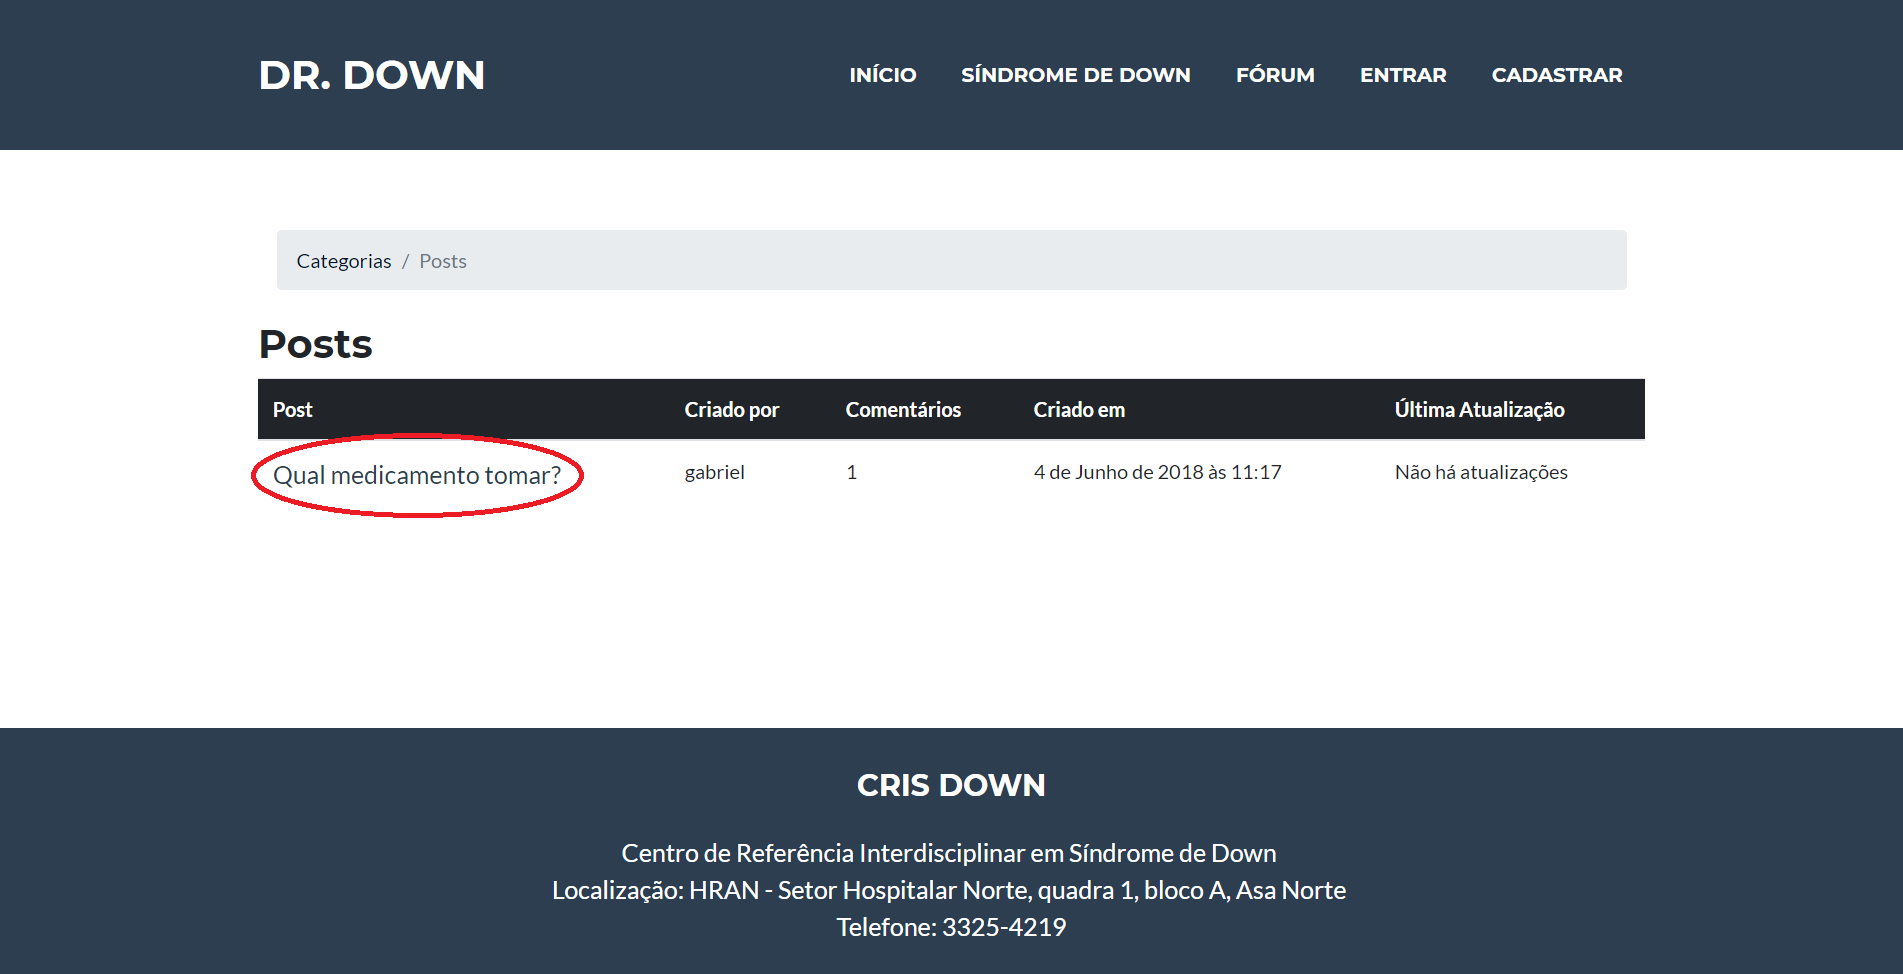 DR. DOWN
INÍCIO SÍNDROME DE DOWN FÓRUM ENTRAR CADASTRAR
Categorias / Posts
Posts
Post Criado por Comentários Criado em Última Atualização
Qual medicamento tomar? gabriel 1 4 de Junho de 2018 às 11:17 Não há atualizações
CRIS DOWN
Centro de Referência Interdisciplinar em Síndrome de Down
Localização: HRAN - Setor Hospitalar Norte, quadra 1, bloco A, Asa Norte
Telefone: 3325-4219